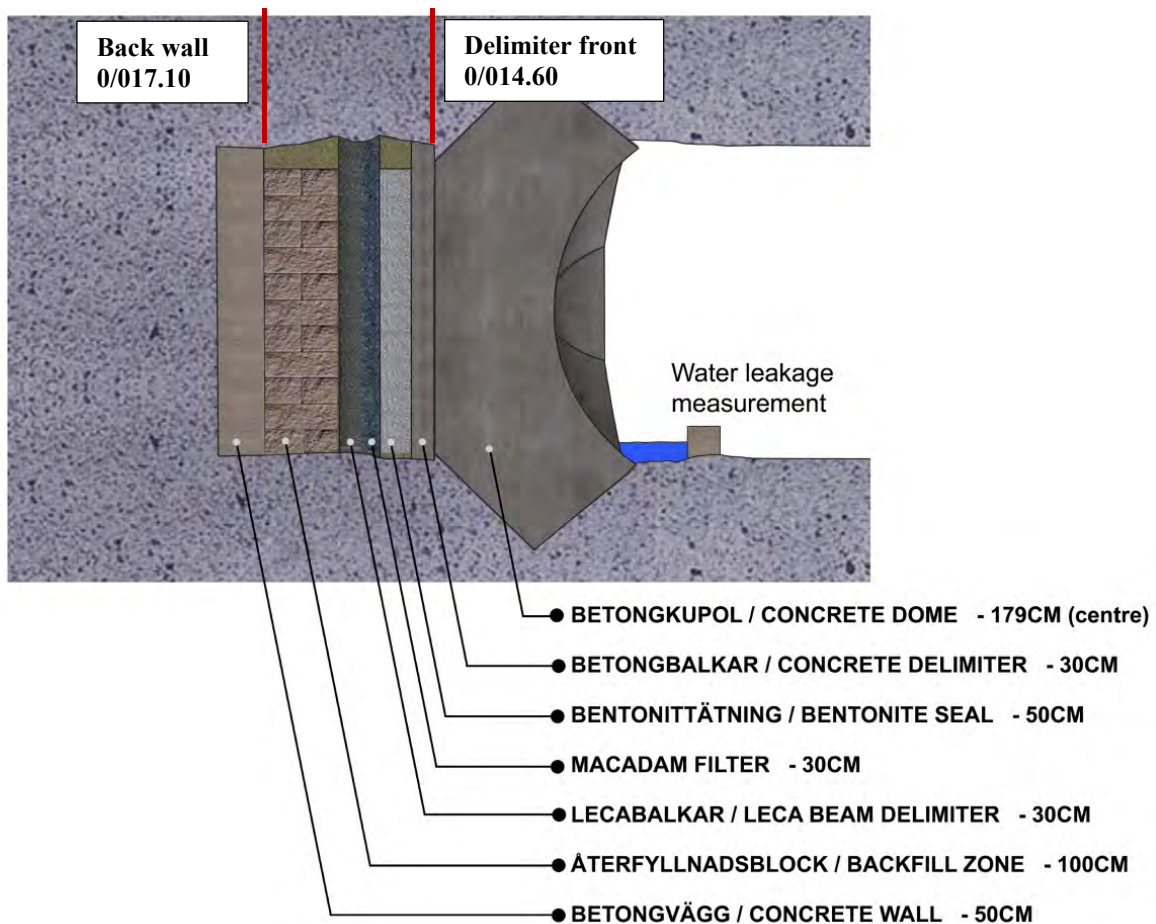 Back wall
0/017.10
Delimiter front
0/014.60
Water leakage
measurement
BETONGKUPOL / CONCRETE DOME - 179CM (centre)
BETONGBALKAR / CONCRETE DELIMITER - 30CM
BENTONITTÄTNING / BENTONITE SEAL - 50CM
MACADAM FILTER - 30CM
LECABALKAR / LECA BEAM DELIMITER - 30CM
ÅTERFYLLNADSBLOCK / BACKFILL ZONE - 100CM
BETONGVÄGG / CONCRETE WALL - 50CM